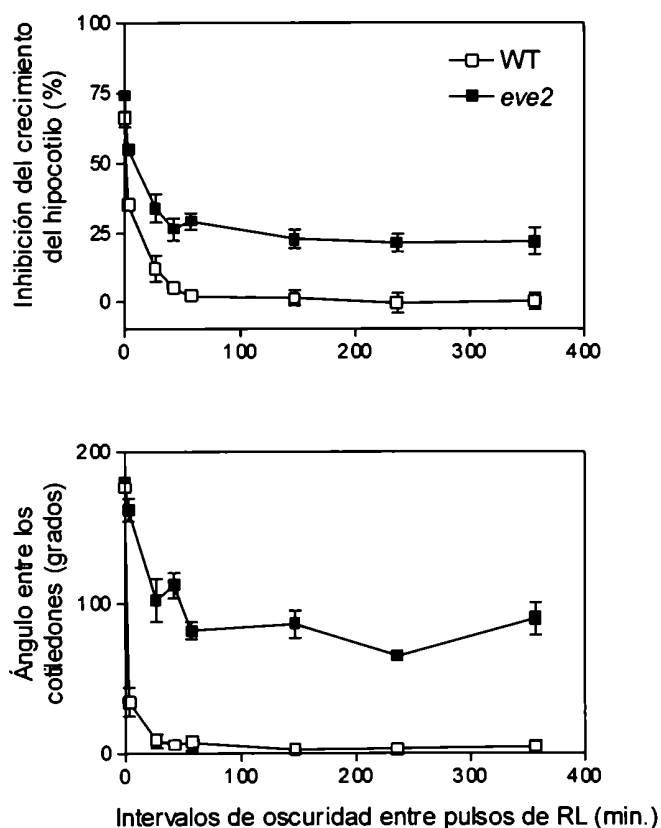 Inhibición del crecimiento
del hipocotilo (%)
100
75
50
25
0
WT
eve2
0
100
200
300
400
Ángulo entre los
cotiledones (grados)
200
100
0
0
100
200
300
400
Intervalos de oscuridad entre pulsos de RL (min.)